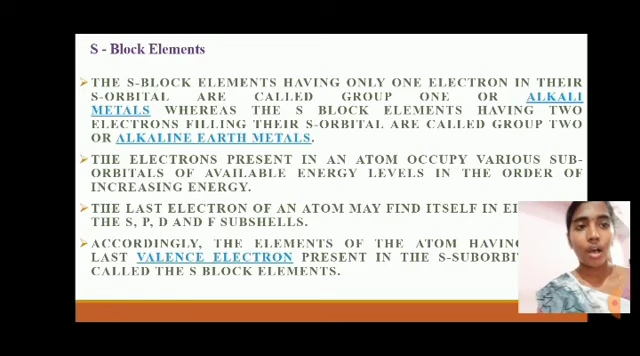 S - Block Elements
THE S-BLOCK ELEMENTS HAVING ONLY ONE ELECTRON IN THEIR
S-ORBITAL ARE CALLED GROUP ONE OR ALKALI
METALS WHEREAS THE S BLOCK ELEMENTS HAVING TWO
ELECTRONS FILLING THEIR S-ORBITAL ARE CALLED GROUP TWO
OR ALKALINE EARTH METALS.
THE ELECTRONS PRESENT IN AN ATOM OCCUPY VARIOUS SUB-
ORBITALS OF AVAILABLE ENERGY LEVELS IN THE ORDER OF
INCREASING ENERGY.
THE LAST ELECTRON OF AN ATOM MAY FIND ITSELF IN
THE S, P, D AND F SUBSHELLS.
ACCORDINGLY, THE ELEMENTS OF THE ATOM HAVING
LAST VALENCE ELECTRON PRESENT IN THE
CALLED THE S BLOCK ELEMENTS.